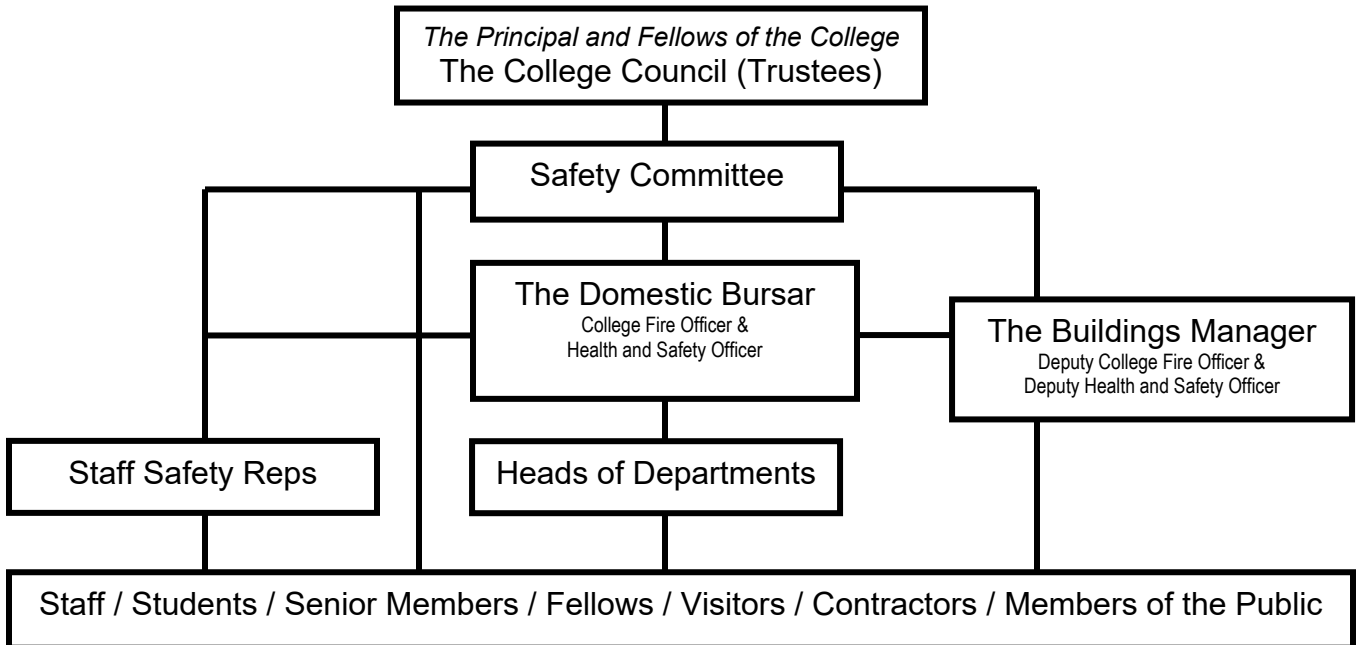 The Principal and Fellows of the College
The College Council (Trustees)
Safety Committee
The Domestic Bursar
College Fire Officer &
Health and Safety Officer
The Buildings Manager
Deputy College Fire Officer &
Deputy Health and Safety Officer
Staff Safety Reps
Heads of Departments
Staff / Students / Senior Members / Fellows / Visitors / Contractors / Members of the Public